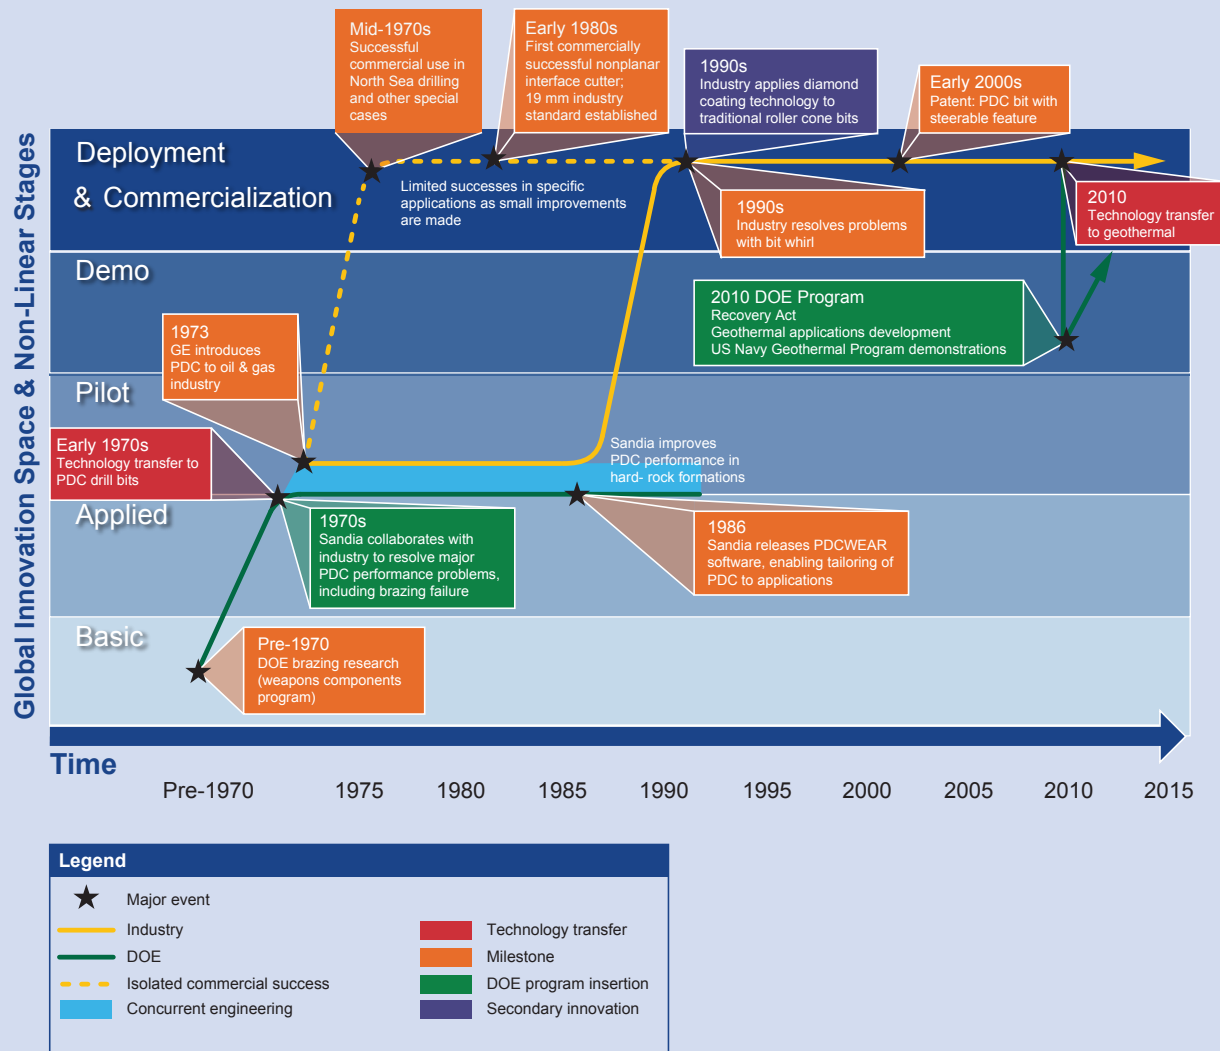 Global Innovation Space & Non-Linear Stages
Mid-1970s
Successful
commercial use in
North Sea drilling
and other special
cases
Early 1980s
First commercially
successful nonplanar
interface cutter;
19 mm industry
standard established
1990s
Industry applies diamond
coating technology to
traditional roller cone bits
Early 2000s
Patent: PDC bit with
steerable feature
Deployment
& Commercialization
Limited successes in specific
applications as small improvements
are made
1990s
Industry resolves problems
with bit whirl
2010
Technology transfer
to geothermal
Demo
2010 DOE Program
Recovery Act
Geothermal applications development
US Navy Geothermal Program demonstrations
1973
GE introduces
PDC to oil & gas
industry
Pilot
Early 1970s
Technology transfer to
PDC drill bits
Sandia improves
PDC performance in
hard- rock formations
Applied
1970s
Sandia collaborates with
industry to resolve major
PDC performance problems,
including brazing failure
1986
Sandia releases PDCWEAR
software, enabling tailoring of
PDC to applications
Basic
Pre-1970
DOE brazing research
(weapons components
program)
Time
Pre-1970 1975 1980 1985 1990 1995 2000 2005 2010 2015
Legend
Major event
Industry
DOE
Isolated commercial success
Concurrent engineering
Technology transfer
Milestone
DOE program insertion
Secondary innovation